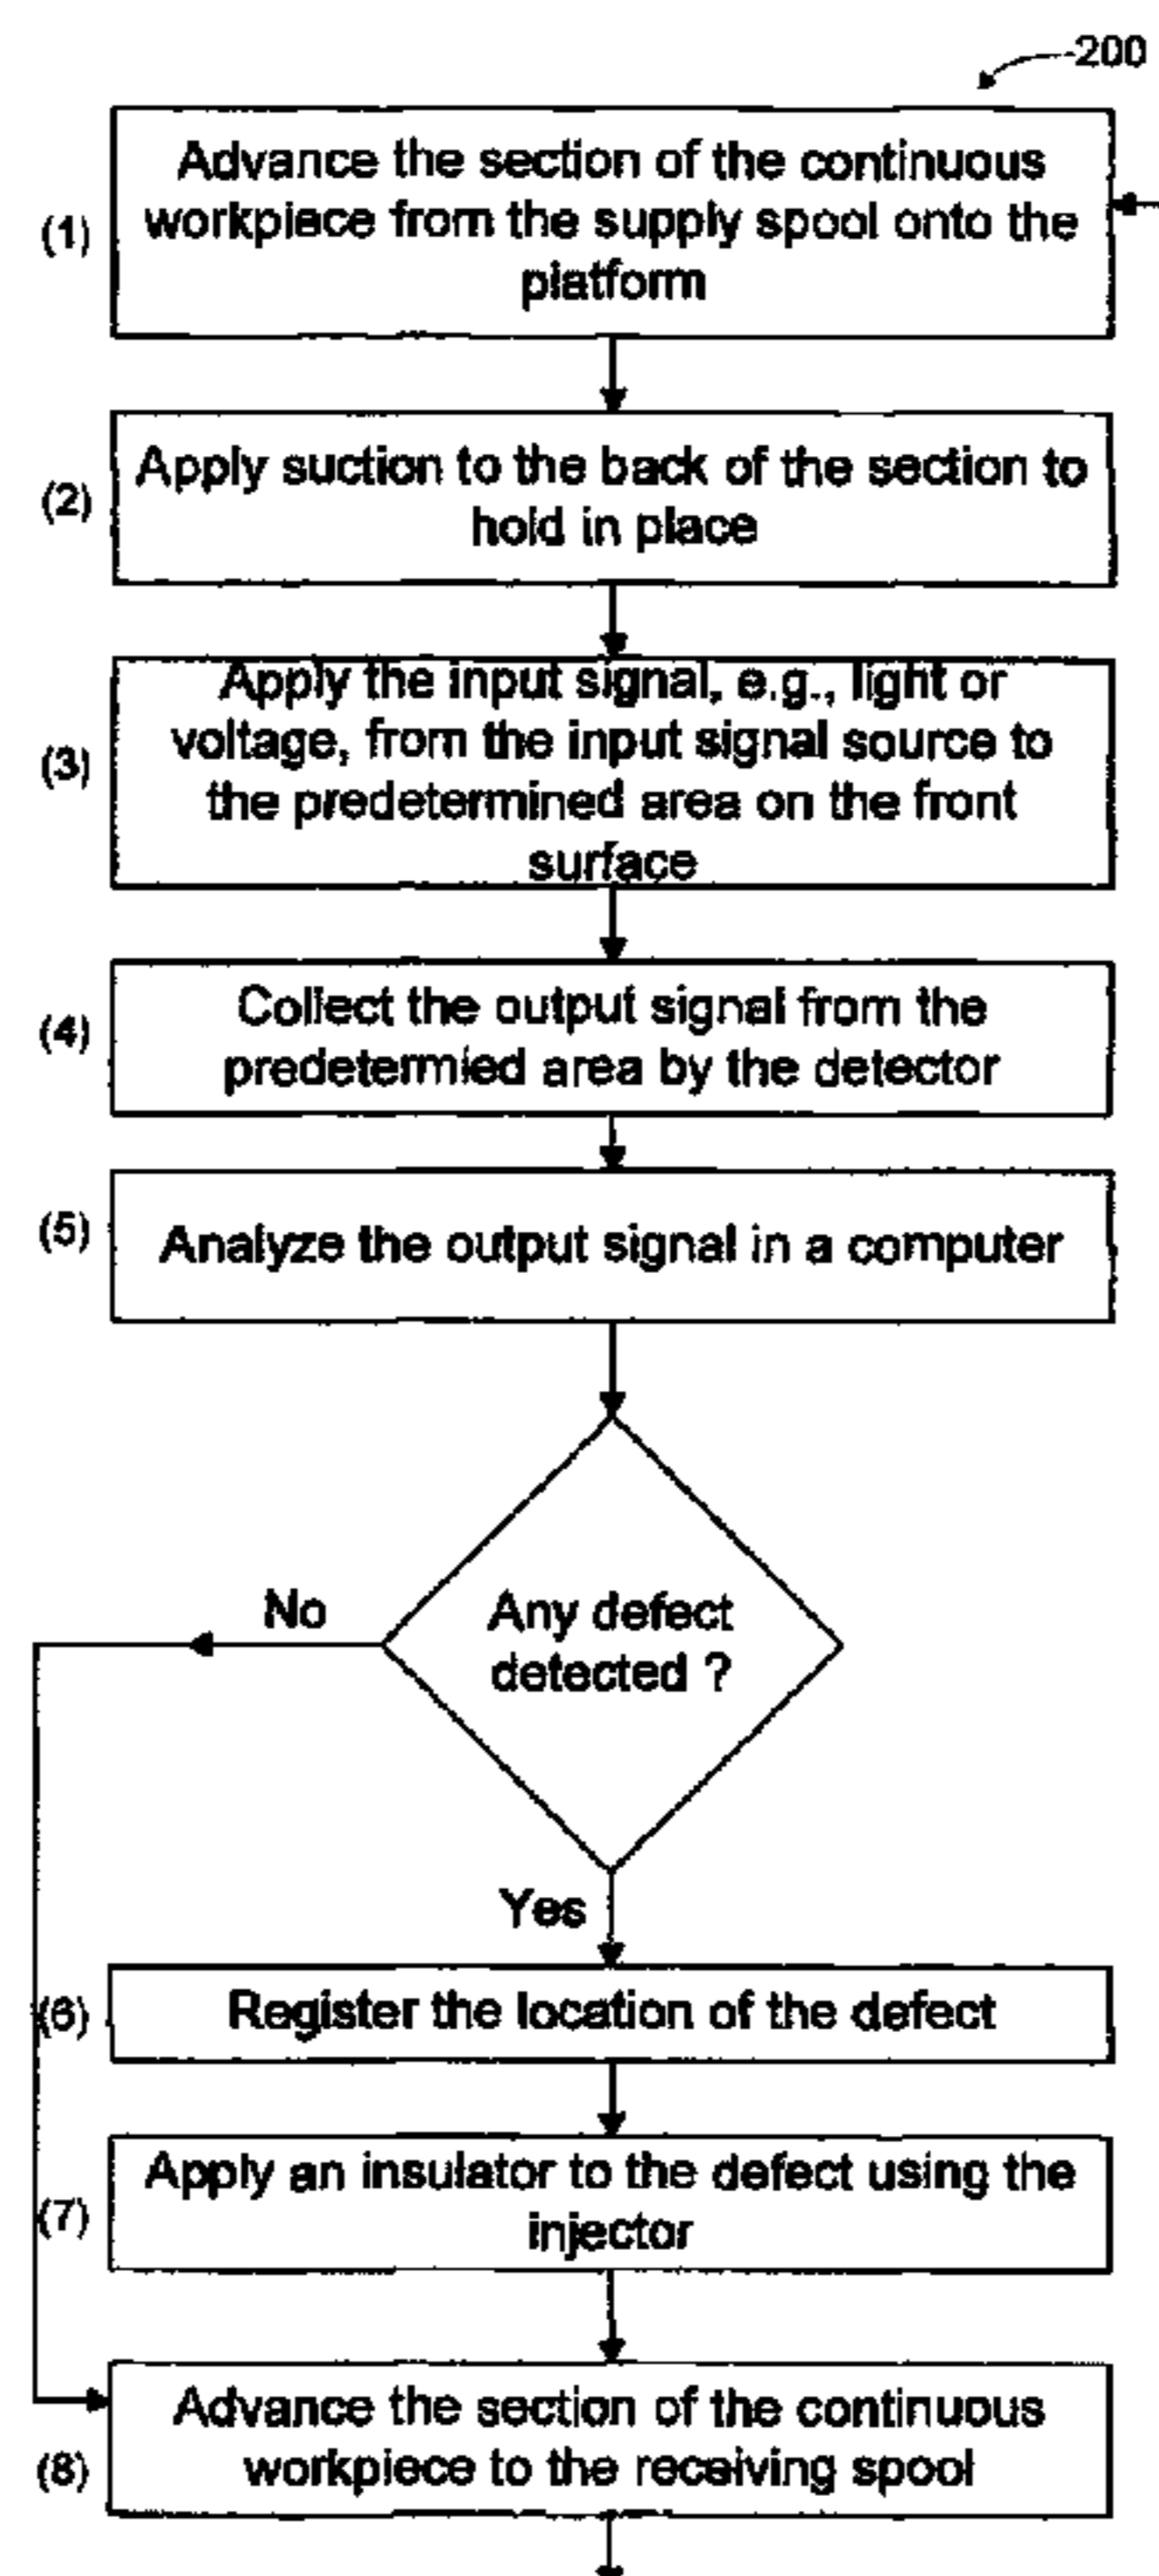 200
(1)
Advance the section of the continuous
workpiece from the supply spool onto the
platform
(2)
Apply suction to the back of the section to
hold in place
(3)
Apply the input signal, e.g., light or
voltage, from the input signal source to
the predetermined area on the front
surface
(4)
Collect the output signal from the
predetermied area by the detector
(5)
Analyze the output signal in a computer
No
Any defect
detected ?
Yes
(6)
Register the location of the defect
(7)
Apply an insulator to the defect using the
injector
(8)
Advance the section of the continuous
workpiece to the receiving spool